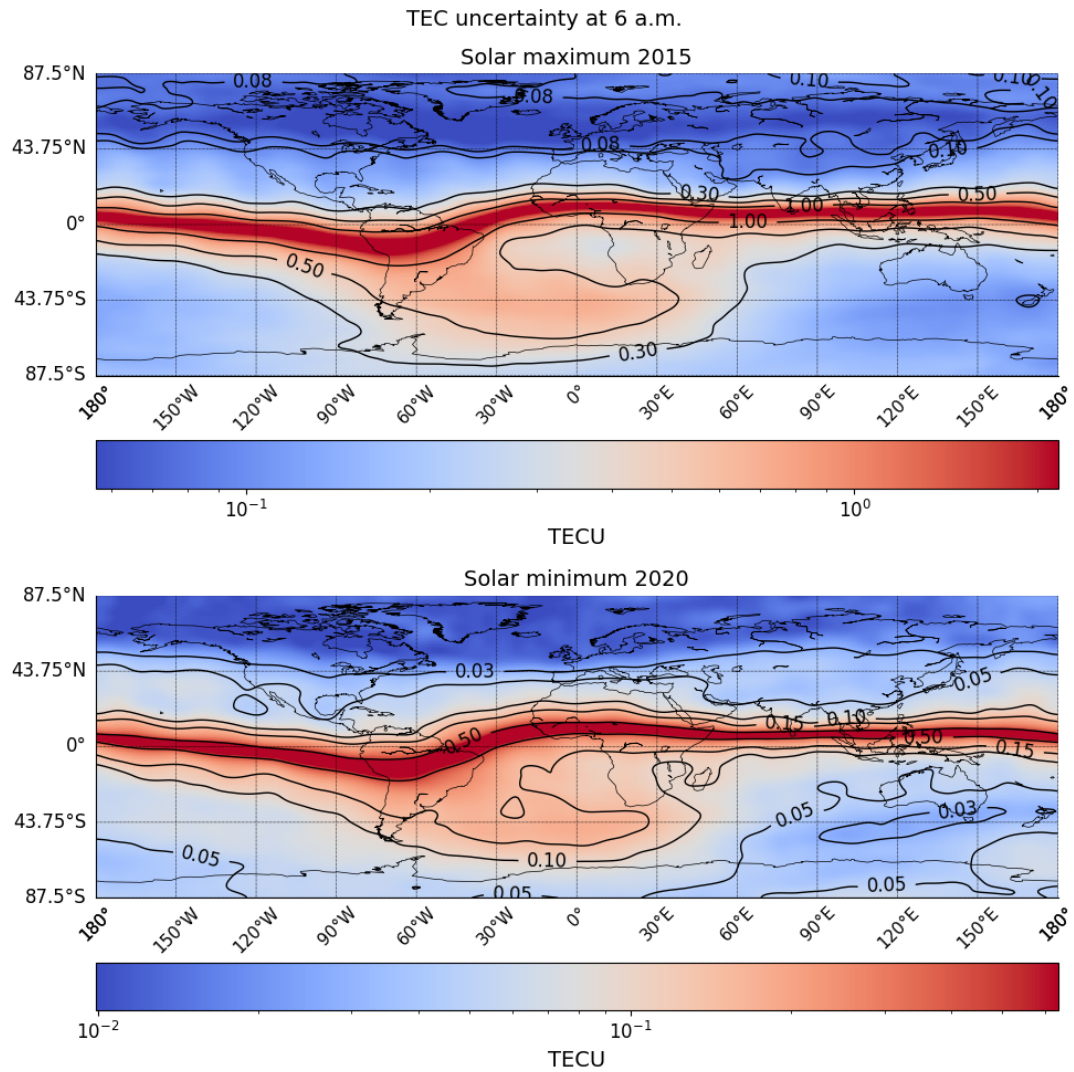 TEC uncertainty at 6 a.m.
Solar maximum 2015
87.5°N
43.75°N
0°
43.75°S
87.5°S
0.08
0.08
0.10
0.10
0.10
0.08
0.10
0.30
0.50
1.00
1.00
0.50
0.30
180°
150°W
120°W
90°W
60°W
30°W
0°
30°E
60°E
90°E
120°E
150°E
180°
10⁻¹
10⁰
TECU
Solar minimum 2020
87.5°N
43.75°N
0°
43.75°S
87.5°S
0.03
0.05
0.15
0.10
0.50
0.50
0.15
0.05
0.03
0.05
0.10
0.05
0.05
180°
150°W
120°W
90°W
60°W
30°W
0°
30°E
60°E
90°E
120°E
150°E
180°
10⁻²
10⁻¹
TECU